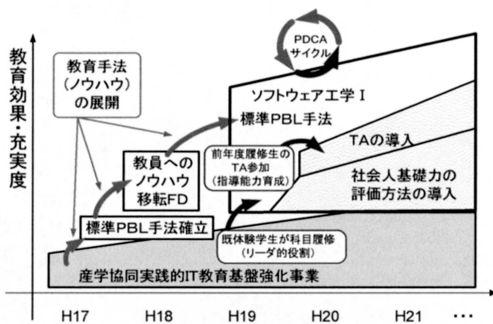 教育効果・充実度
教育手法
(ノウハウ)
の展開
PDCA
サイクル
ソフトウェア工学Ⅰ
標準PBL手法
教員への
ノウハウ
移転FD
前年度履修生の
TA参加
(指導能力育成)
TAの導入
社会人基礎力の
評価方法の導入
標準PBL手法確立
既体験学生が科目履修
(リーダ的役割)
産学協同実践的IT教育基盤強化事業
H17 H18 H19 H20 H21 ･･･